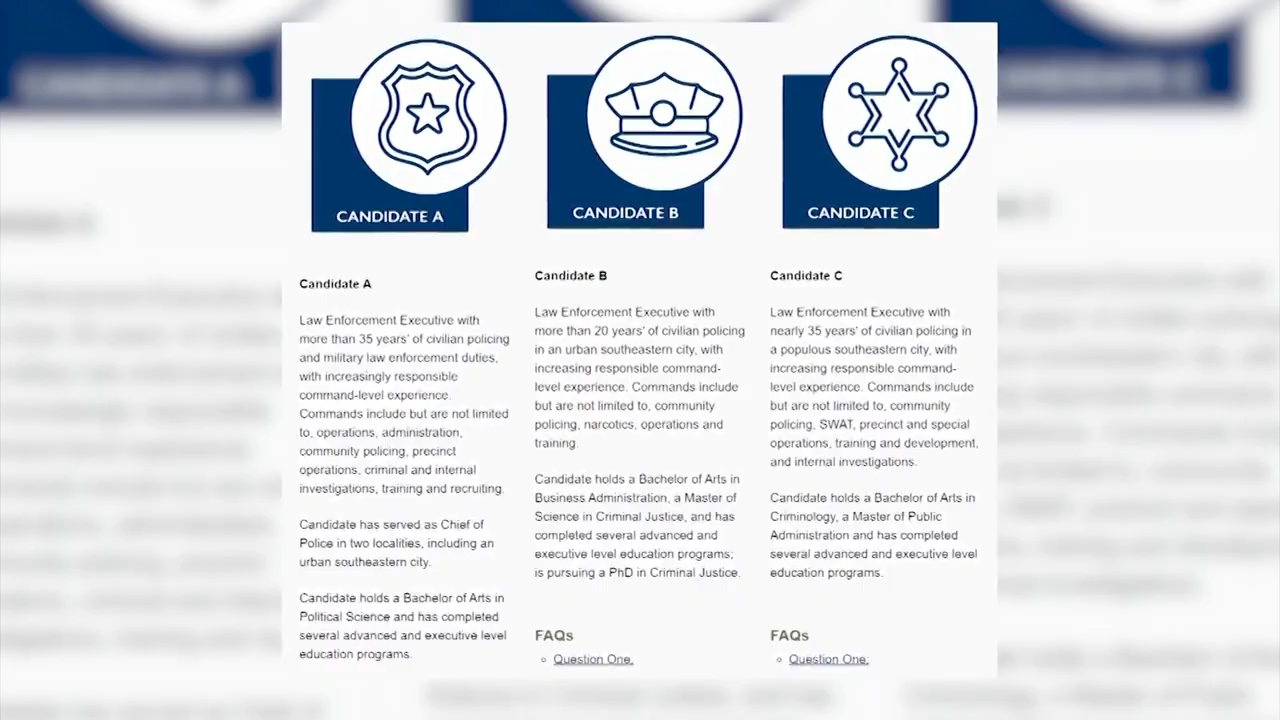 CANDIDATE A
Candidate A
Law Enforcement Executive with
more than 35 years' of civilian policing
and military law enforcement duties,
with increasingly responsible
command-level experience.
Commands include but are not limited
to, operations, administration,
community policing, precinct
operations, criminal and internal
investigations, training and recruiting.
Candidate has served as Chief of
Police in two localities, including an
urban southeastern city.
Candidate holds a Bachelor of Arts in
Political Science and has completed
several advanced and executive level
education programs.
CANDIDATE B
Candidate B
Law Enforcement Executive with
more than 20 years' of civilian policing
in an urban southeastern city, with
increasing responsible command-
level experience. Commands include
but are not limited to, community
policing, narcotics, operations and
training.
Candidate holds a Bachelor of Arts in
Business Administration, a Master of
Science in Criminal Justice, and has
completed several advanced and
executive level education programs;
is pursuing a PhD in Criminal Justice.
FAQs
Question One:
CANDIDATE C
Candidate C
Law Enforcement Executive with
nearly 35 years' of civilian policing in
a populous southeastern city, with
increasing responsible command-
level experience. Commands include
but are not limited to, community
policing, SWAT, precinct and special
operations, training and development,
and internal investigations.
Candidate holds a Bachelor of Arts in
Criminology, a Master of Public
Administration and has completed
several advanced and executive level
education programs.
FAQs
Question One: